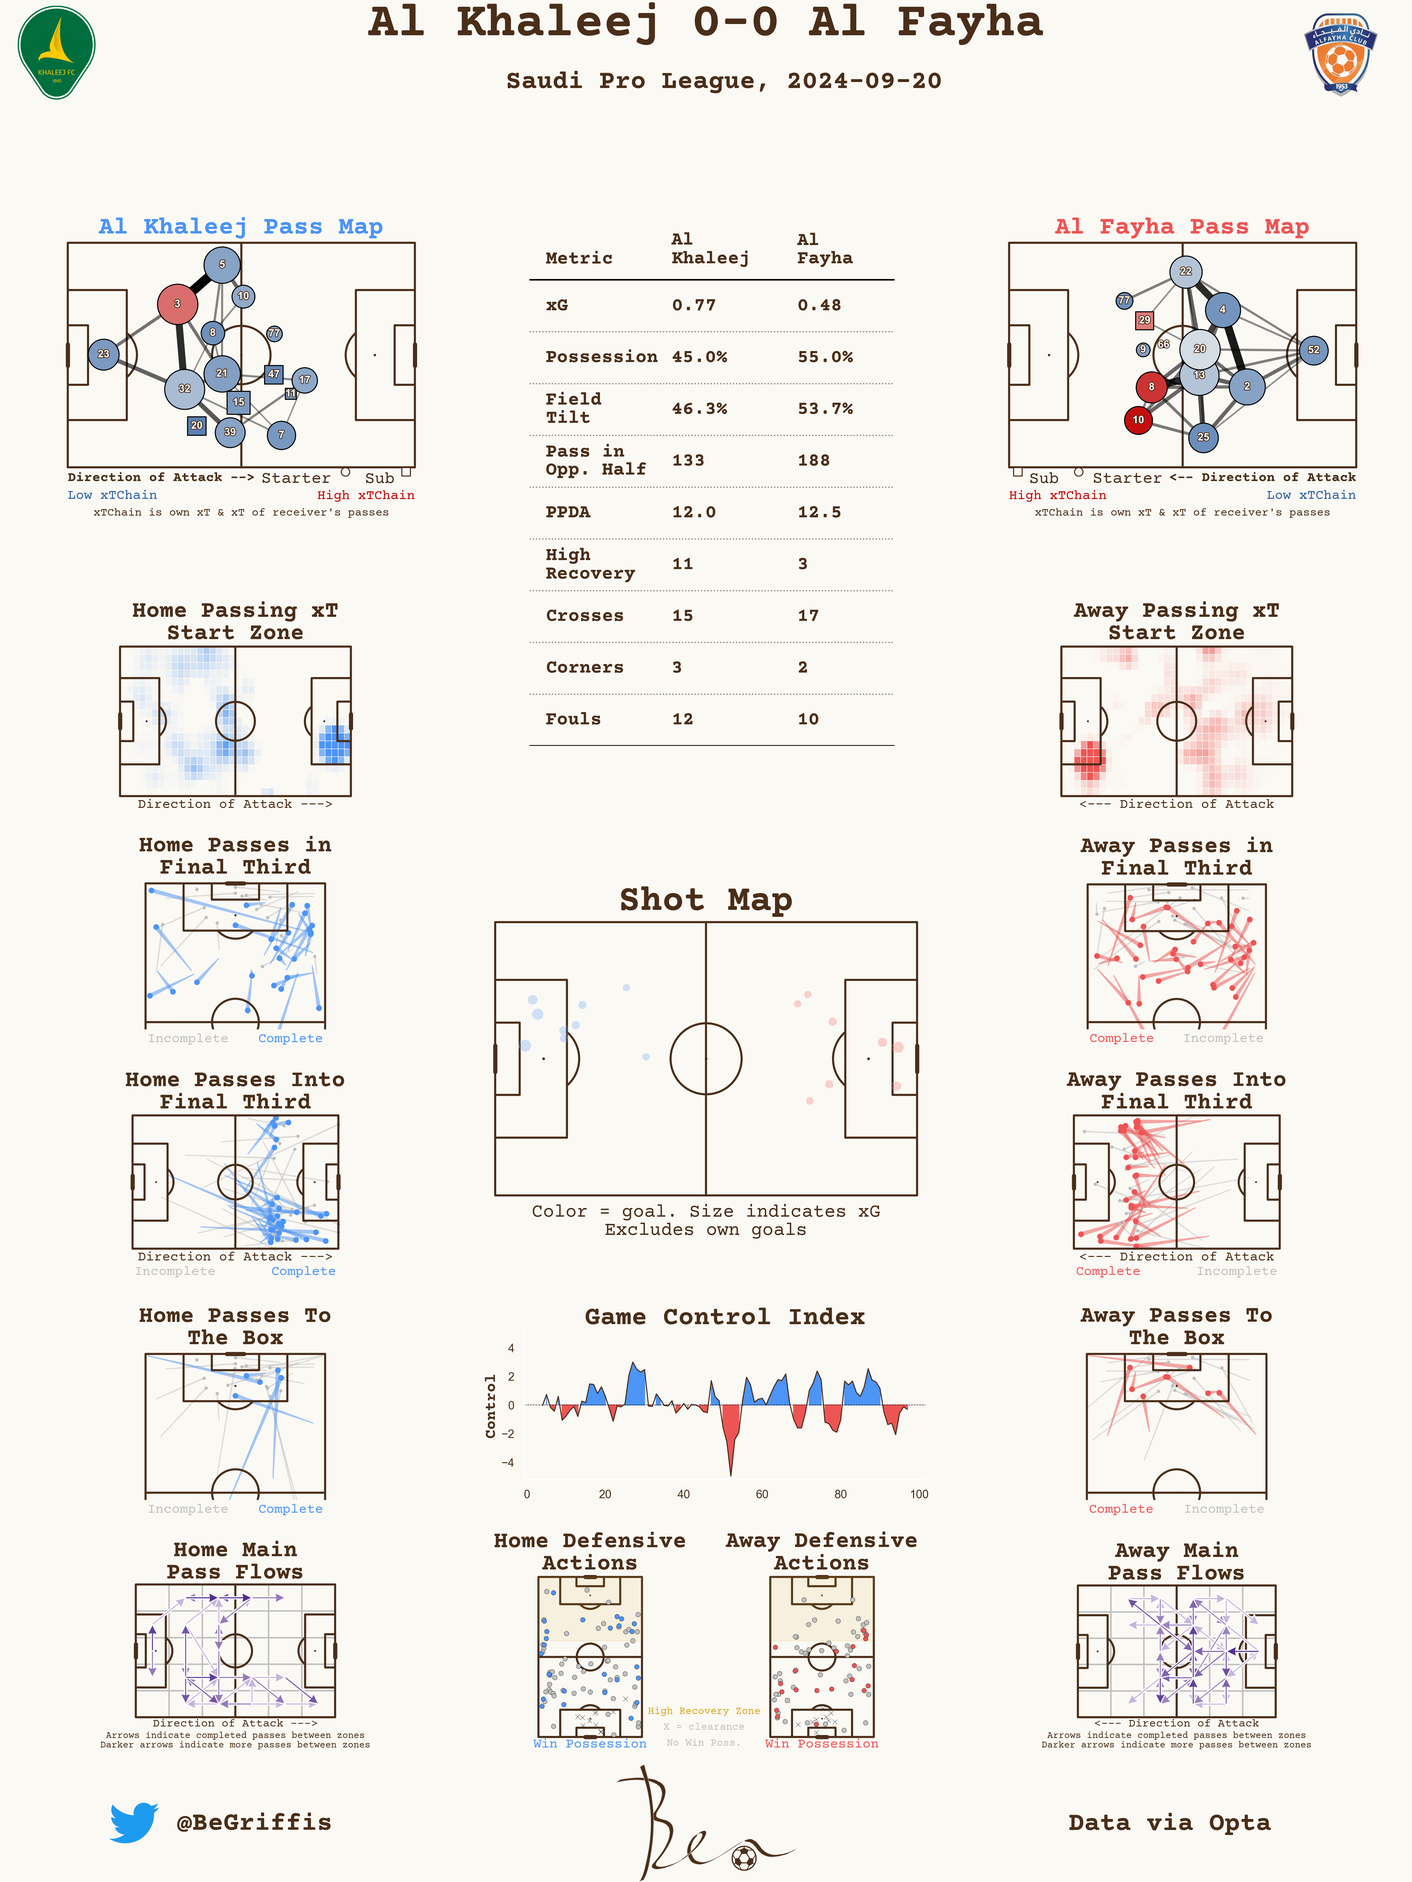 Al Khaleej 0-0 Al Fayha
Saudi Pro League, 2024-09-20
KHALEEJ FC
نادي الفيحاء
ALFAYHA CLUB
1953
Al Khaleej Pass Map
5
10
3
8
77
23
21
47
17
32
11
15
20
39
7
Direction of Attack --> Starter Sub
Low xTChain High xTChain
xTChain is own xT & xT of receiver's passes
Metric Al Khaleej Al Fayha
xG 0.77 0.48
Possession 45.0% 55.0%
Field Tilt 46.3% 53.7%
Pass in Opp. Half 133 188
PPDA 12.0 12.5
High Recovery 11 3
Crosses 15 17
Corners 3 2
Fouls 12 10
Al Fayha Pass Map
22
77
4
29
66
9
20
52
13
8
2
10
25
Sub Starter <-- Direction of Attack
High xTChain Low xTChain
xTChain is own xT & xT of receiver's passes
Home Passing xT
Start Zone
Direction of Attack --->
Away Passing xT
Start Zone
<--- Direction of Attack
Home Passes in
Final Third
Incomplete Complete
Away Passes in
Final Third
Complete Incomplete
Shot Map
Color = goal. Size indicates xG
Excludes own goals
Home Passes Into
Final Third
Direction of Attack --->
Incomplete Complete
Away Passes Into
Final Third
<--- Direction of Attack
Complete Incomplete
Home Passes To
The Box
Incomplete Complete
Game Control Index
Control
4
2
0
−2
−4
0 20 40 60 80 100
Away Passes To
The Box
Complete Incomplete
Home Main
Pass Flows
Direction of Attack --->
Arrows indicate completed passes between zones
Darker arrows indicate more passes between zones
Home Defensive
Actions
Win Possession
High Recovery Zone
X = clearance
No Win Poss.
Away Defensive
Actions
Win Possession
Away Main
Pass Flows
<--- Direction of Attack
Arrows indicate completed passes between zones
Darker arrows indicate more passes between zones
@BeGriffis
Ben
Data via Opta